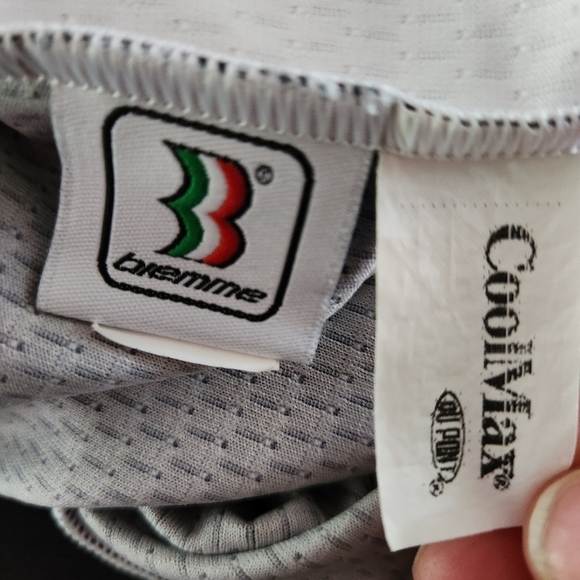 ®
biemme
CoolMax®
DU PONT